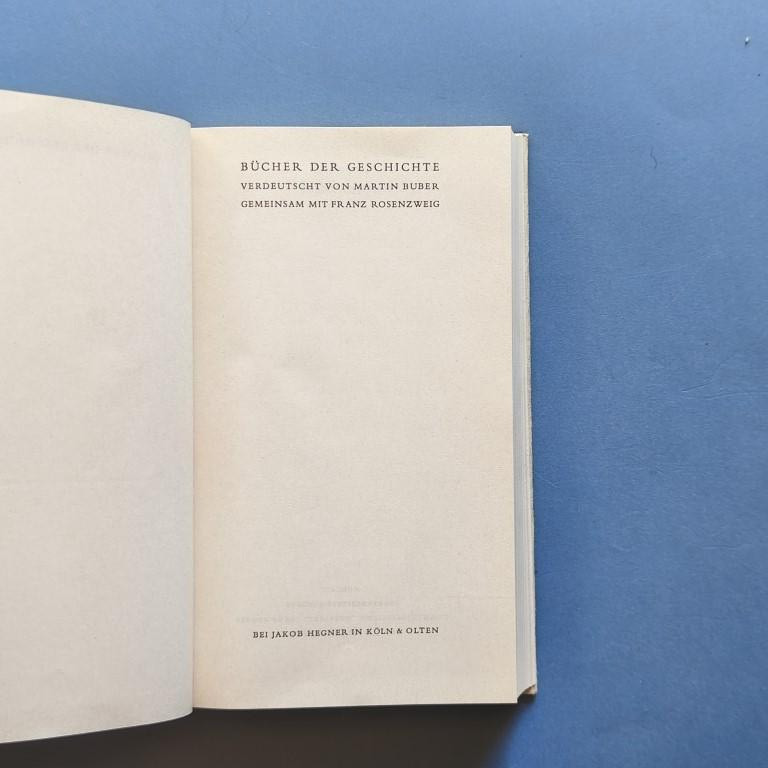 BÜCHER DER GESCHICHTE
VERDEUTSCHT VON MARTIN BUBER
GEMEINSAM MIT FRANZ ROSENZWEIG
BEI JAKOB HEGNER IN KÖLN & OLTEN